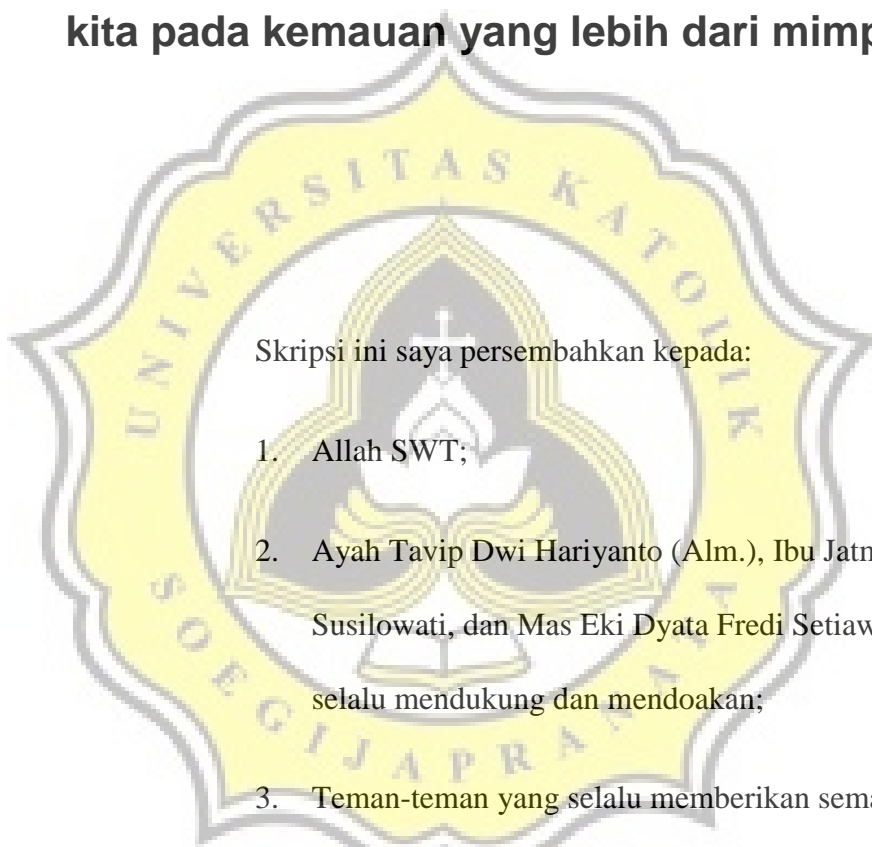 kita pada kemauan yang lebih dari mimp
UNIVERSITAS KATOLIK
Skripsi ini saya persembahkan kepada:
1. Allah SWT;
2. Ayah Tavip Dwi Hariyanto (Alm.), Ibu Jatn
Susilowati, dan Mas Eki Dyata Fredi Setiaw
selalu mendukung dan mendoakan;
3. Teman-teman yang selalu memberikan sema
SOEGIJAPRANATA